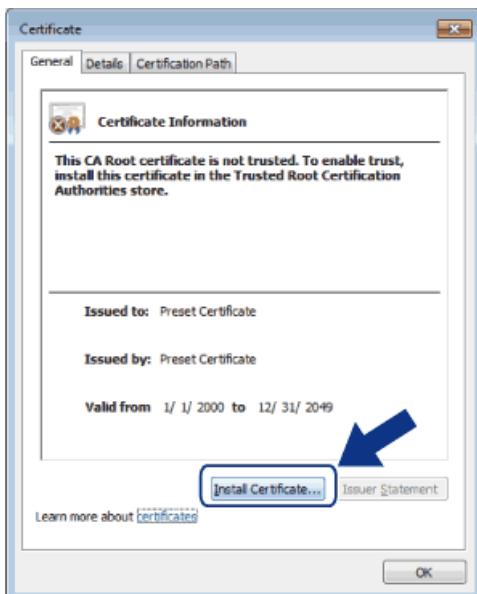 Certificate
General Details Certification Path
Certificate Information
This CA Root certificate is not trusted. To enable trust,
install this certificate in the Trusted Root Certification
Authorities store.
Issued to: Preset Certificate
Issued by: Preset Certificate
Valid from 1/ 1/ 2000 to 12/ 31/ 2049
Install Certificate... Issuer Statement
Learn more about certificates
OK